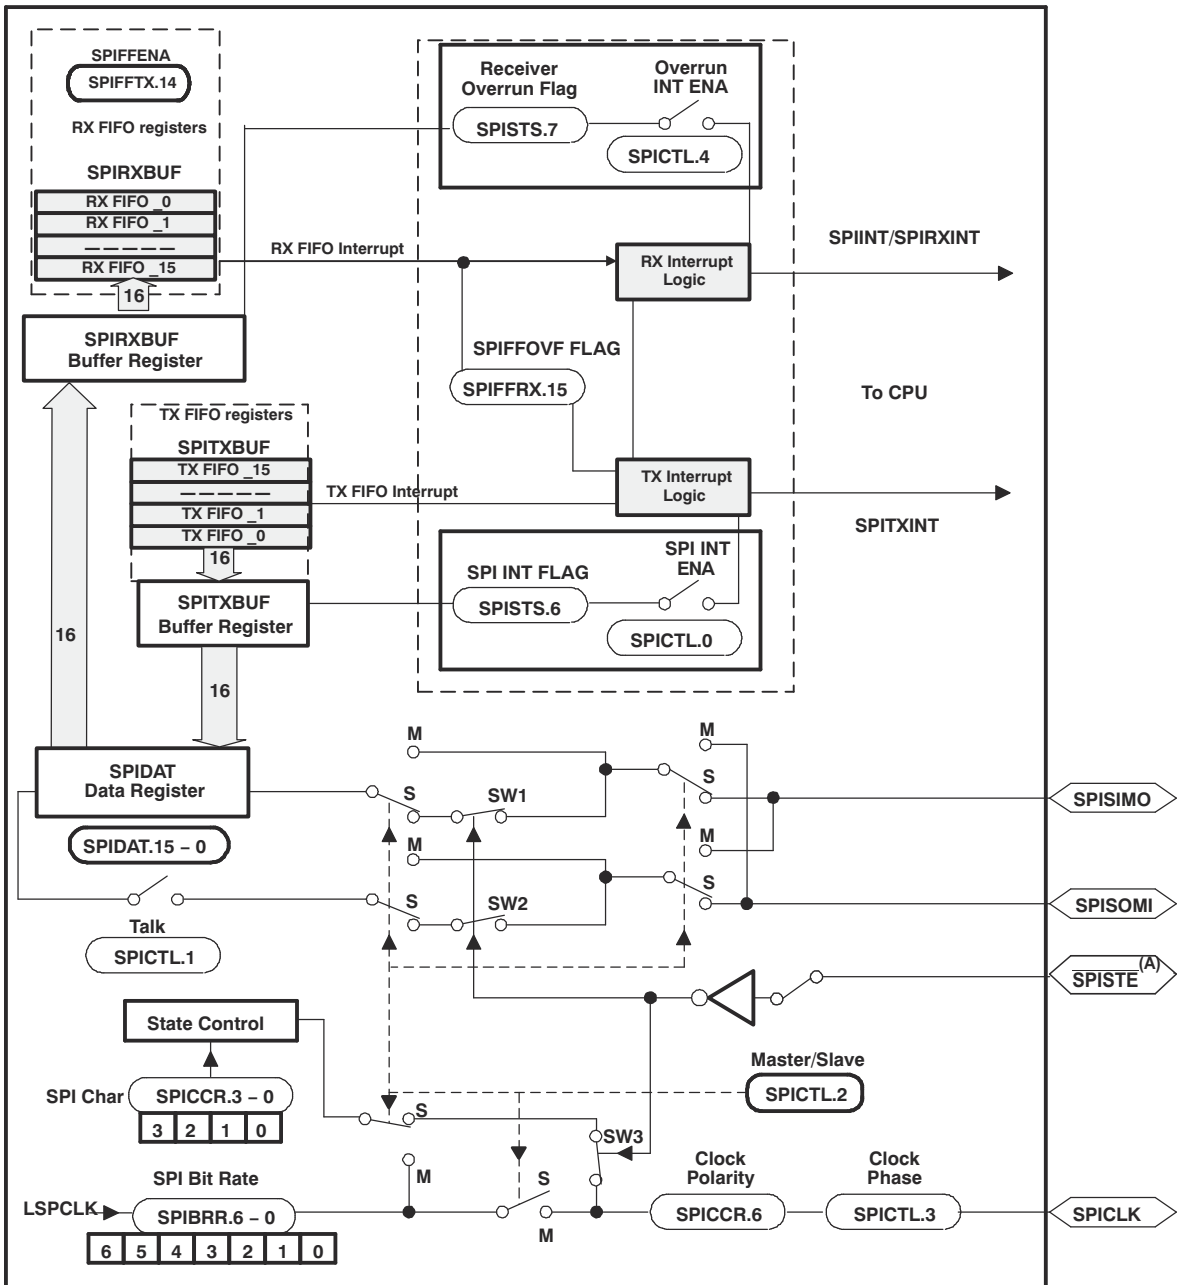 SPIFFENA
SPIFFTX.14
RX FIFO registers
SPIRXBUF
RX FIFO _0
RX FIFO _1
–––––
RX FIFO _15
16
SPIRXBUF
Buffer Register
RX FIFO Interrupt
Receiver
Overrun Flag
SPISTS.7
Overrun
INT ENA
SPICTL.4
RX Interrupt
Logic
SPIINT/SPIRXINT
SPIFFOVF FLAG
SPIFFRX.15
To CPU
TX FIFO registers
SPITXBUF
TX FIFO _15
–––––
TX FIFO _1
TX FIFO _0
16
TX FIFO Interrupt
TX Interrupt
Logic
SPITXINT
SPITXBUF
Buffer Register
16
16
SPI INT FLAG
SPISTS.6
SPI INT
ENA
SPICTL.0
SPIDAT
Data Register
SPIDAT.15 – 0
M
S
SW1
M
S
SW2
M
S
M
S
SPISIMO
SPISOMI
SPISTE (A)
Talk
SPICTL.1
State Control
SPI Char
SPICCR.3 – 0
3 2 1 0
Master/Slave
SPICTL.2
S
M
SW3
SPI Bit Rate
LSPCLK
SPIBRR.6 – 0
6 5 4 3 2 1 0
S
M
Clock
Polarity
SPICCR.6
Clock
Phase
SPICTL.3
SPICLK